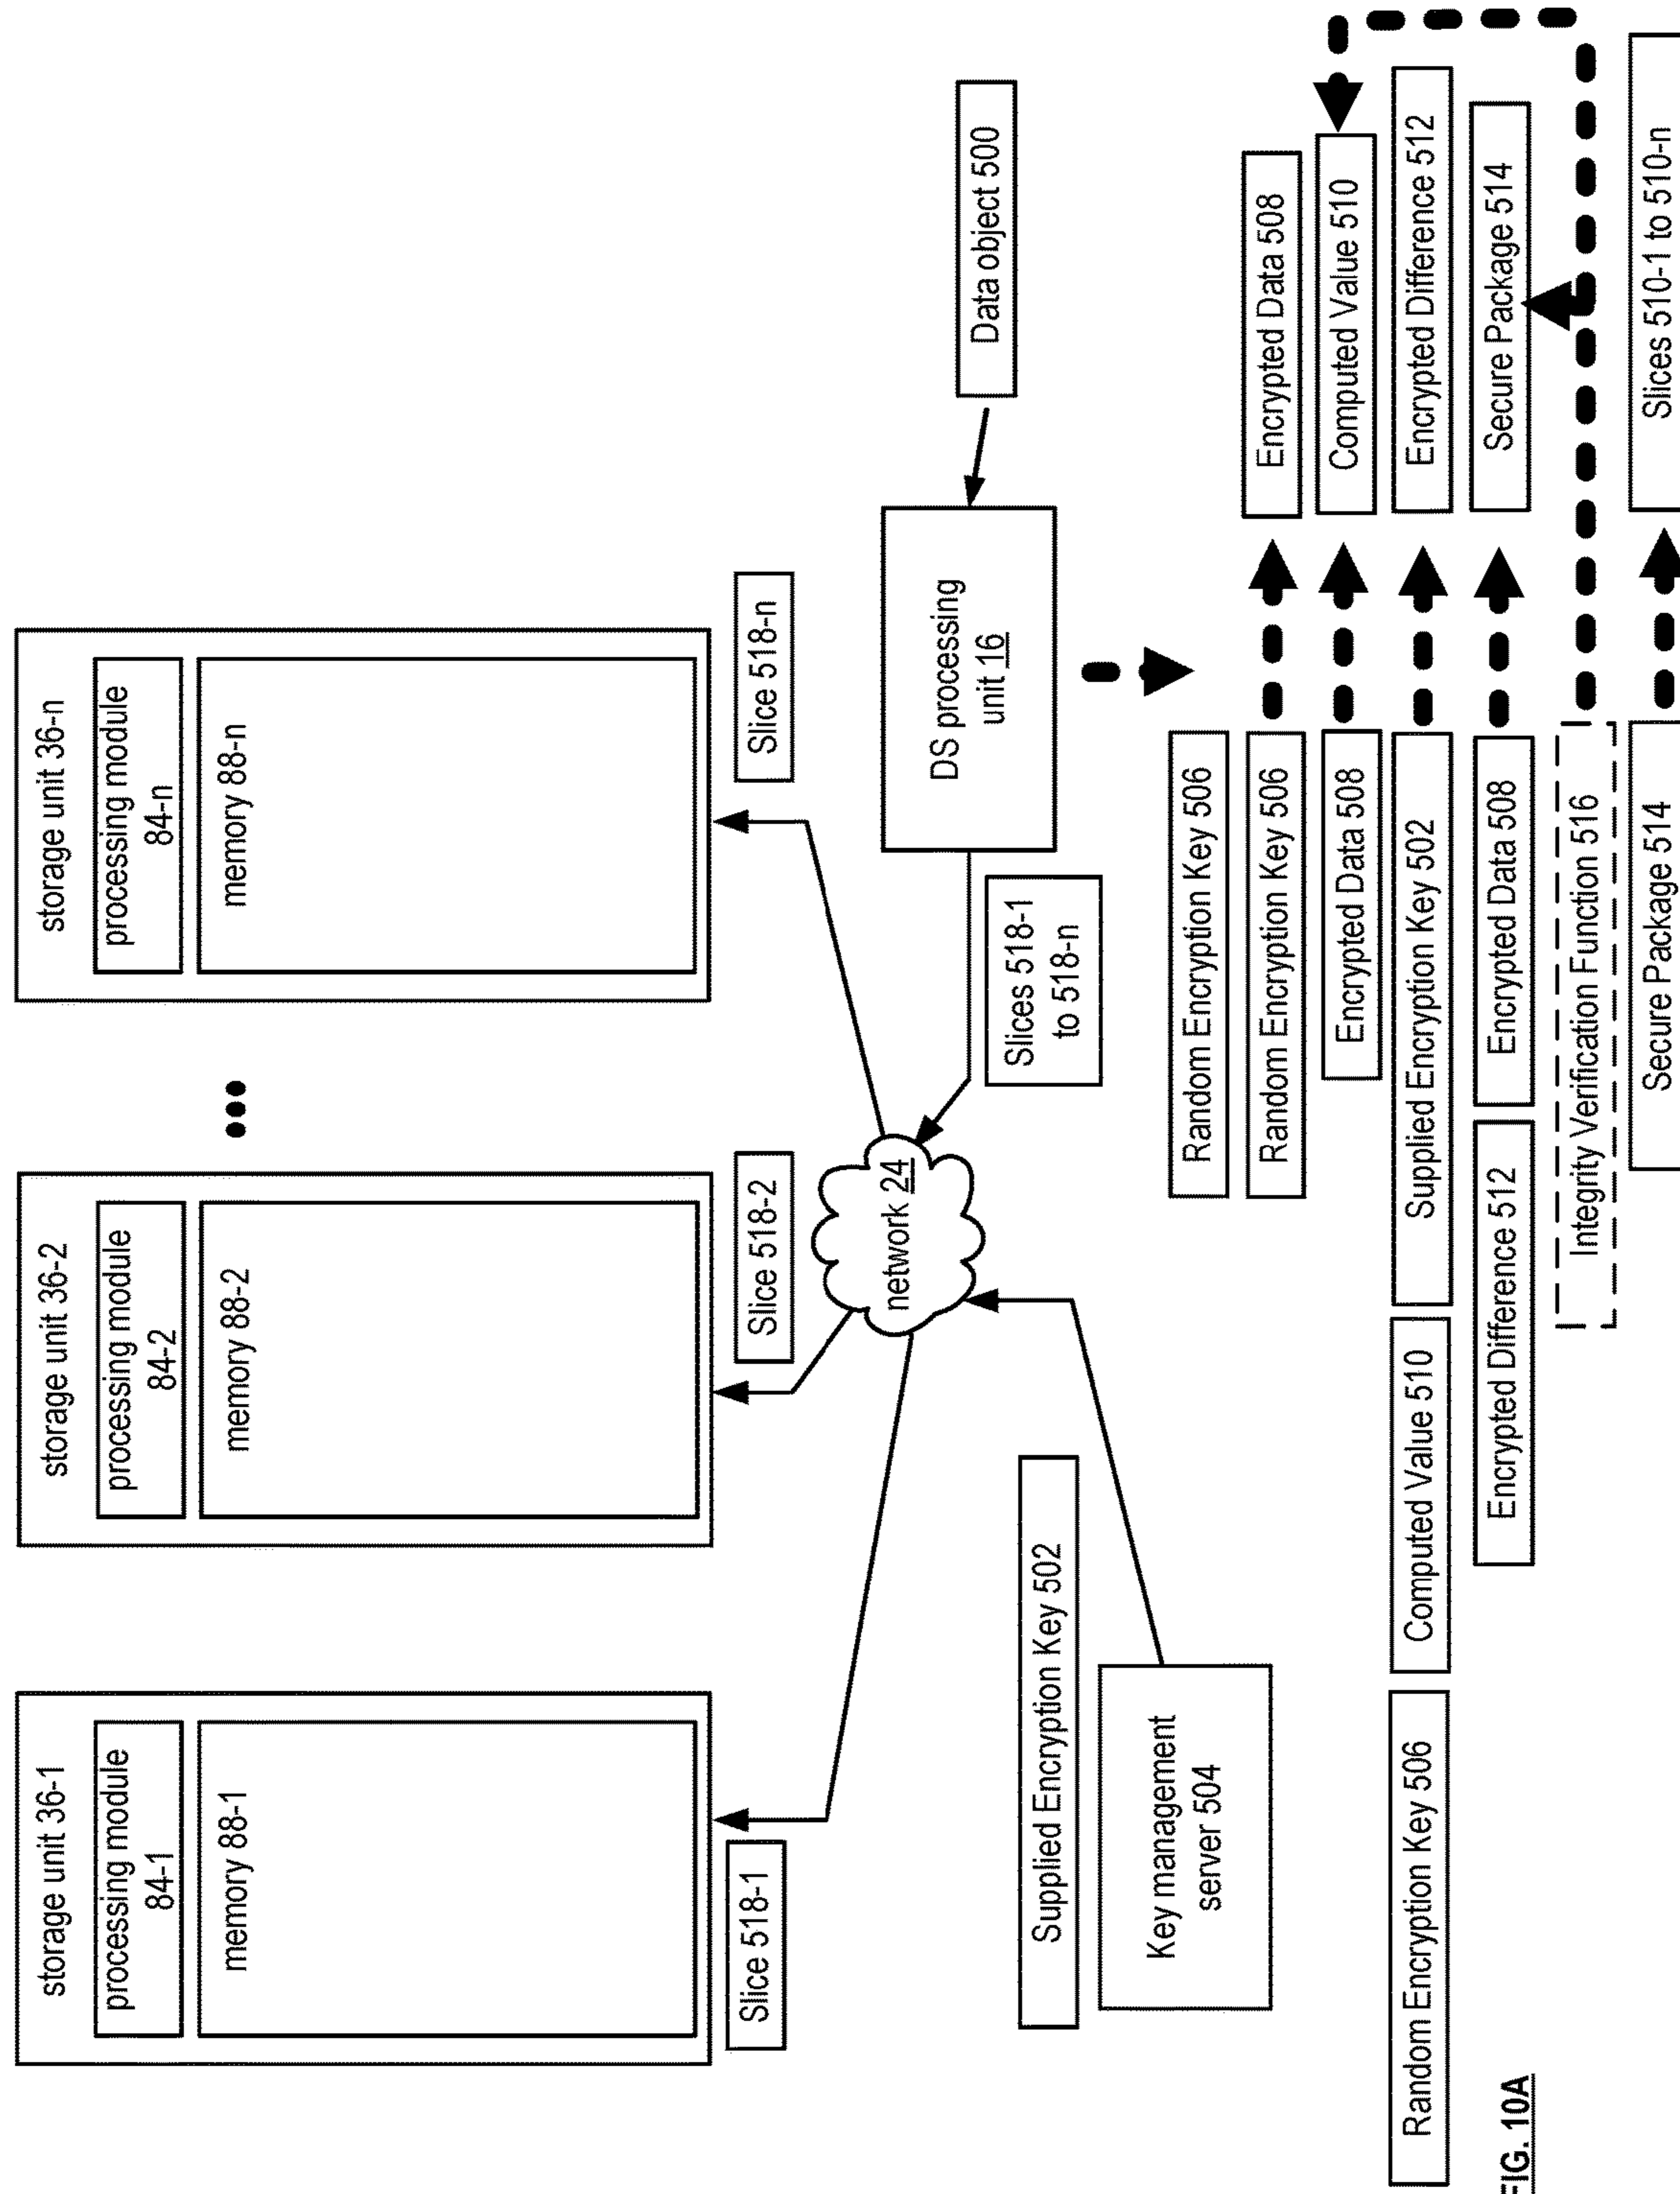 storage unit 36-1
processing module
84-1
memory 88-1
storage unit 36-2
processing module
84-2
memory 88-2
storage unit 36-n
processing module
84-n
memory 88-n
Slice 518-1
Slice 518-2
Slice 518-n
network 24
DS processing
unit 16
Data object 500
Slices 518-1
to 518-n
Supplied Encryption Key 502
Key management
server 504
Random Encryption Key 506
Random Encryption Key 506
Encrypted Data 508
Encrypted Data 508
Computed Value 510
Random Encryption Key 506
Computed Value 510
Supplied Encryption Key 502
Encrypted Difference 512
Encrypted Difference 512
Encrypted Data 508
Secure Package 514
Integrity Verification Function 516
Secure Package 514
Slices 510-1 to 510-n
FIG. 10A